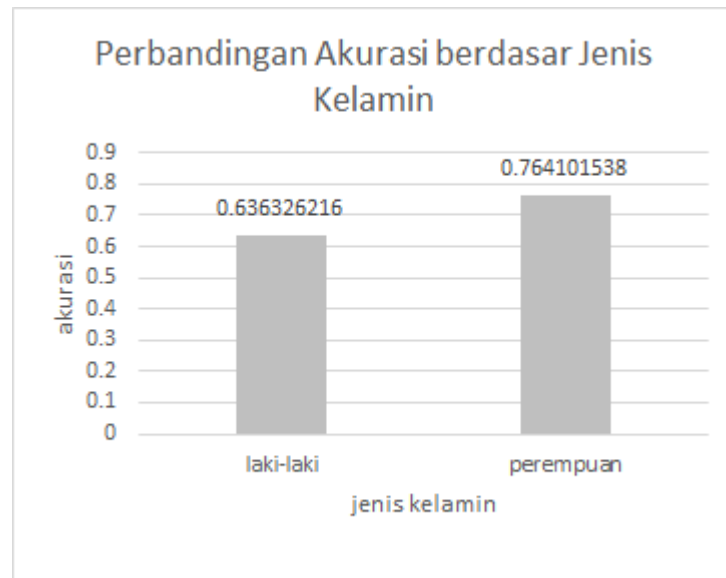 Perbandingan Akurasi berdasar Jenis
Kelamin
akurasi
0.9
0.8
0.7
0.6
0.5
0.4
0.3
0.2
0.1
0
0.636326216
0.764101538
laki-laki
perempuan
jenis kelamin